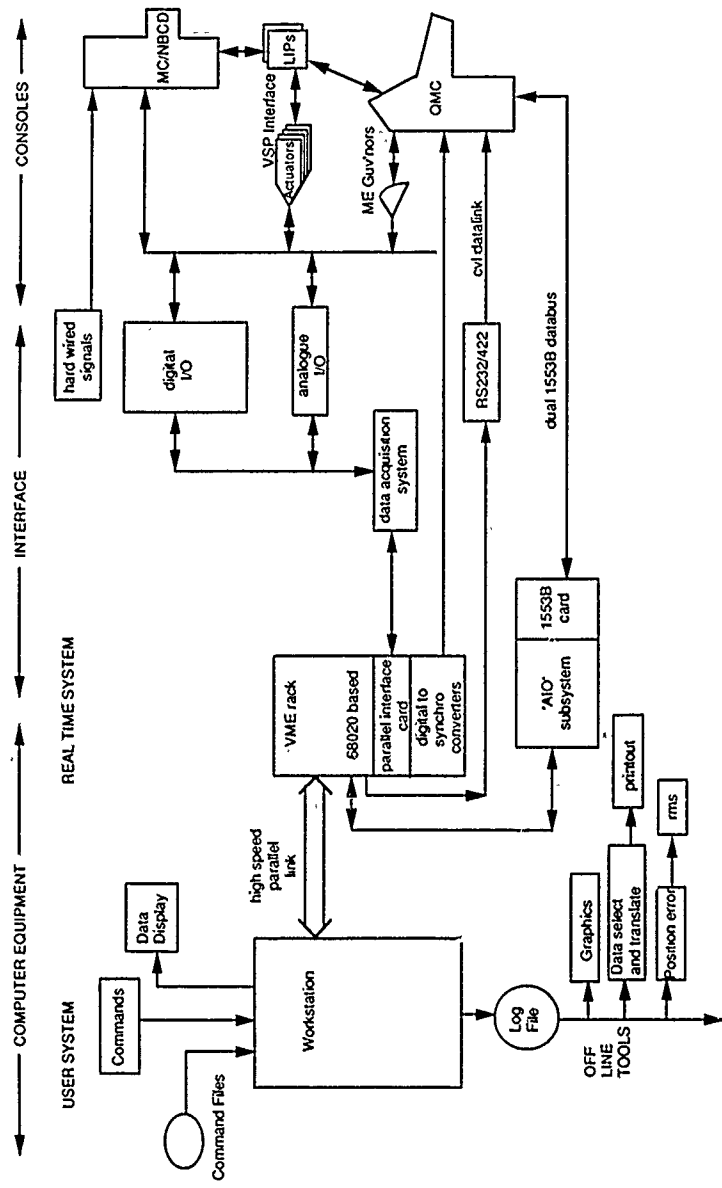 COMPUTER EQUIPMENT
INTERFACE
CONSOLES
USER SYSTEM
REAL TIME SYSTEM
Command Files
Commands
Data
Display
Workstation
high speed
parallel
link
Log
File
OFF
LINE
TOOLS
Graphics
Data select
and translate
printout
Position error
rms
VME rack
68020 based
parallel interface
card
digital to
synchro
converters
"AIO"
subsystem
1553B
card
data acquisition
system
hard wired
signals
digital
I/O
analogue
I/O
RS232/422
cvl datalink
dual 1553B databus
MC/NBCD
LIPs
VSP Interface
Actuators
ME Guv'nors
QMC